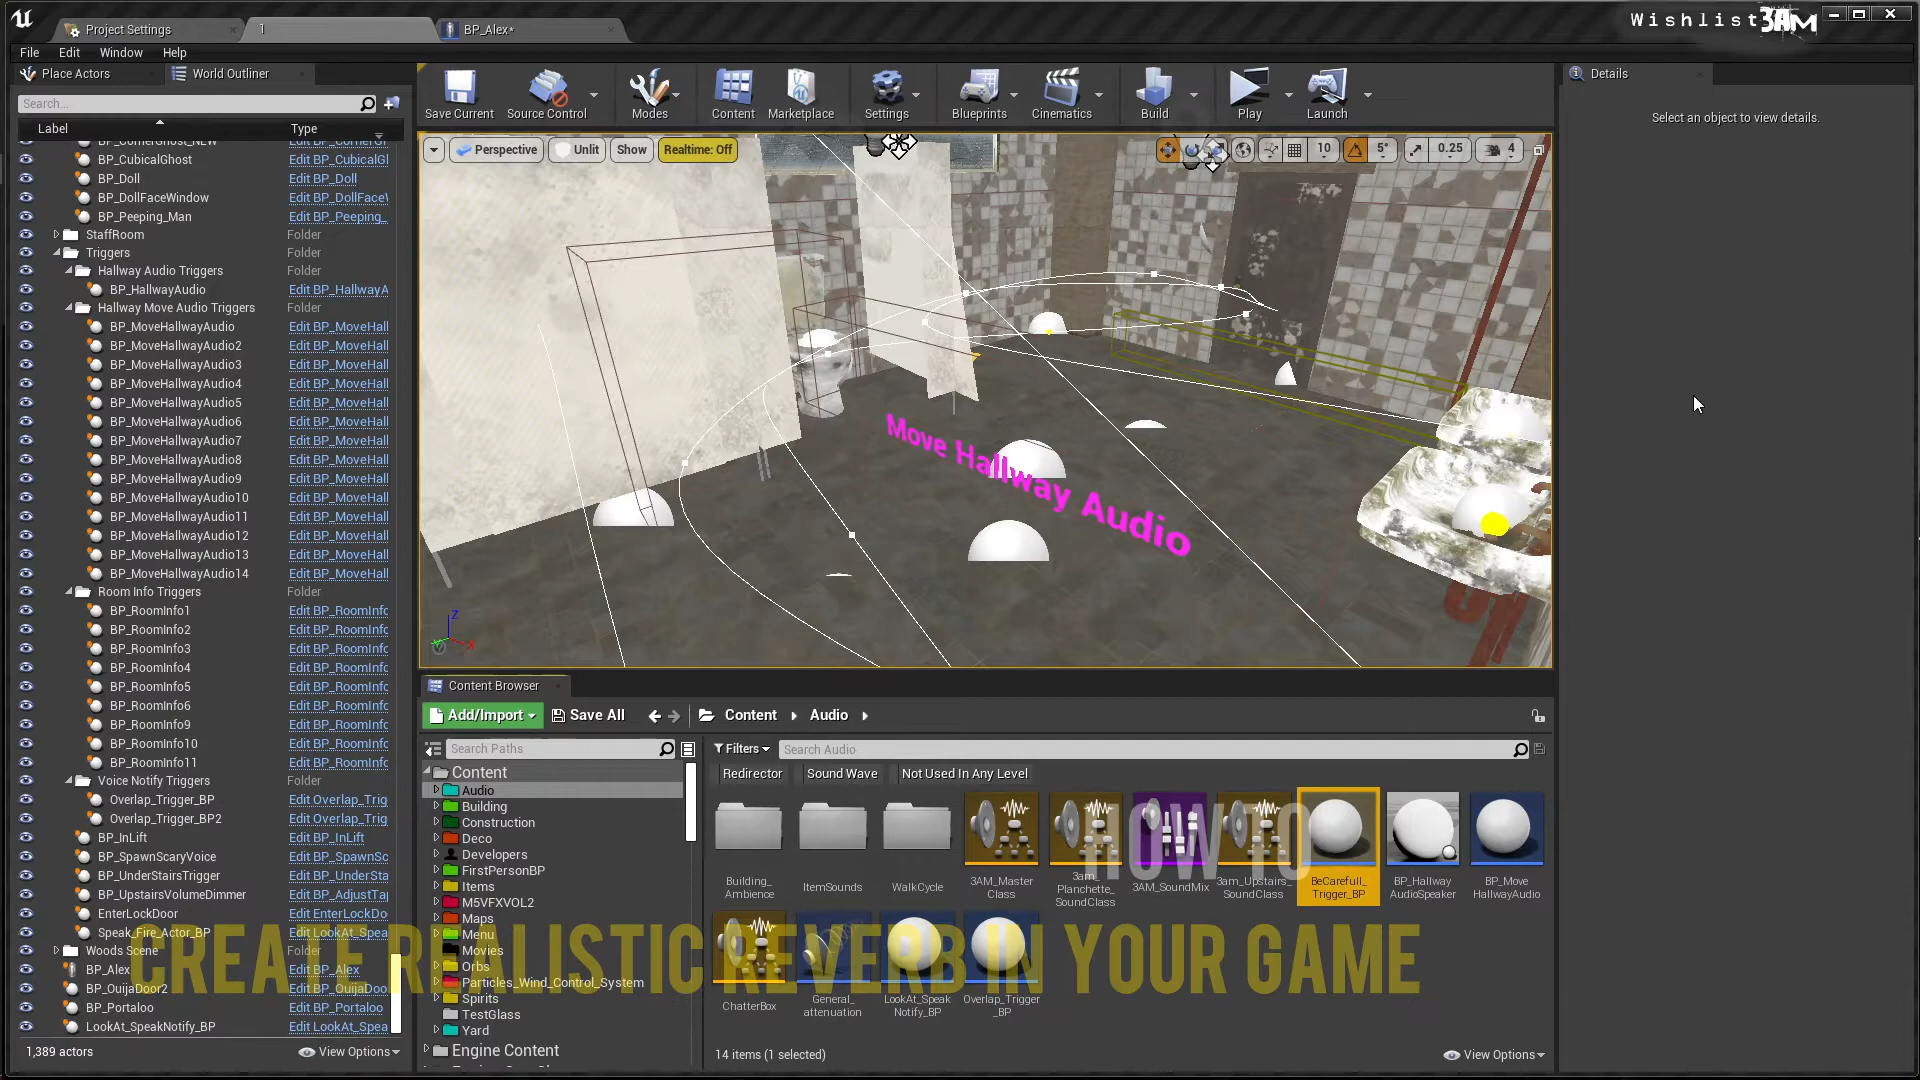 Project Settings
1
BP_Alex*
Wishlist 3AM
File
Edit
Window
Help
Place Actors
World Outliner
Search...
Label
Type
BP_CornerGhost_NEW
Edit BP_CornerGhost
BP_CubicalGhost
Edit BP_CubicalGl
BP_Doll
Edit BP_Doll
BP_DollFaceWindow
Edit BP_DollFaceV
BP_Peeping_Man
Edit BP_Peeping_
StaffRoom
Folder
Triggers
Folder
Hallway Audio Triggers
Folder
BP_HallwayAudio
Edit BP_HallwayA
Hallway Move Audio Triggers
Folder
BP_MoveHallwayAudio
Edit BP_MoveHall
BP_MoveHallwayAudio2
Edit BP_MoveHall
BP_MoveHallwayAudio3
Edit BP_MoveHall
BP_MoveHallwayAudio4
Edit BP_MoveHall
BP_MoveHallwayAudio5
Edit BP_MoveHall
BP_MoveHallwayAudio6
Edit BP_MoveHall
BP_MoveHallwayAudio7
Edit BP_MoveHall
BP_MoveHallwayAudio8
Edit BP_MoveHall
BP_MoveHallwayAudio9
Edit BP_MoveHall
BP_MoveHallwayAudio10
Edit BP_MoveHall
BP_MoveHallwayAudio11
Edit BP_MoveHall
BP_MoveHallwayAudio12
Edit BP_MoveHall
BP_MoveHallwayAudio13
Edit BP_MoveHall
BP_MoveHallwayAudio14
Edit BP_MoveHall
Room Info Triggers
Folder
BP_RoomInfo1
Edit BP_RoomInfo
BP_RoomInfo2
Edit BP_RoomInfo
BP_RoomInfo3
Edit BP_RoomInfo
BP_RoomInfo4
Edit BP_RoomInfo
BP_RoomInfo5
Edit BP_RoomInfo
BP_RoomInfo6
Edit BP_RoomInfo
BP_RoomInfo9
Edit BP_RoomInfo
BP_RoomInfo10
Edit BP_RoomInfo
BP_RoomInfo11
Edit BP_RoomInfo
Voice Notify Triggers
Folder
Overlap_Trigger_BP
Edit Overlap_Trig
Overlap_Trigger_BP2
Edit Overlap_Trig
BP_InLift
Edit BP_InLift
BP_SpawnScaryVoice
Edit BP_SpawnSc
BP_UnderStairsTrigger
Edit BP_UnderSta
BP_UpstairsVolumeDimmer
Edit BP_AdjustTap
EnterLockDoor
Edit EnterLockDo
Speak_Fire_Actor_BP
Edit LookAt_Spea
Woods Scene
Folder
BP_Alex
Edit BP_Alex
BP_OuijaDoor2
Edit BP_OuijaDoo
BP_Portaloo
Edit BP_Portaloo
LookAt_SpeakNotify_BP
Edit LookAt_Spea
1,389 actors
View Options
Save Current
Source Control
Modes
Content
Marketplace
Settings
Blueprints
Cinematics
Build
Play
Launch
Perspective
Unlit
Show
Realtime: Off
10
5°
0.25
4
Move Hallway Audio
Z
X
Content Browser
Add/Import
Save All
Content
Audio
Search Paths
Content
Audio
Building
Construction
Deco
Developers
FirstPersonBP
Items
M5VFXVOL2
Maps
Menu
Movies
Orbs
Particles_Wind_Control_System
Spirits
TestGlass
Yard
Engine Content
Filters
Search Audio
Redirector
Sound Wave
Not Used In Any Level
Building_
Ambience
ItemSounds
WalkCycle
3AM_Master
Class
3am_
Planchette_
SoundClass
3AM_SoundMix
3am_Upstairs_
SoundClass
BeCarefull_
Trigger_BP
BP_Hallway
AudioSpeaker
BP_Move
HallwayAudio
ChatterBox
General_
attenuation
LookAt_Speak
Notify_BP
Overlap_Trigger
_BP
14 items (1 selected)
View Options
Details
Select an object to view details.
HOW TO
CREATE REALISTIC REVERB IN YOUR GAME